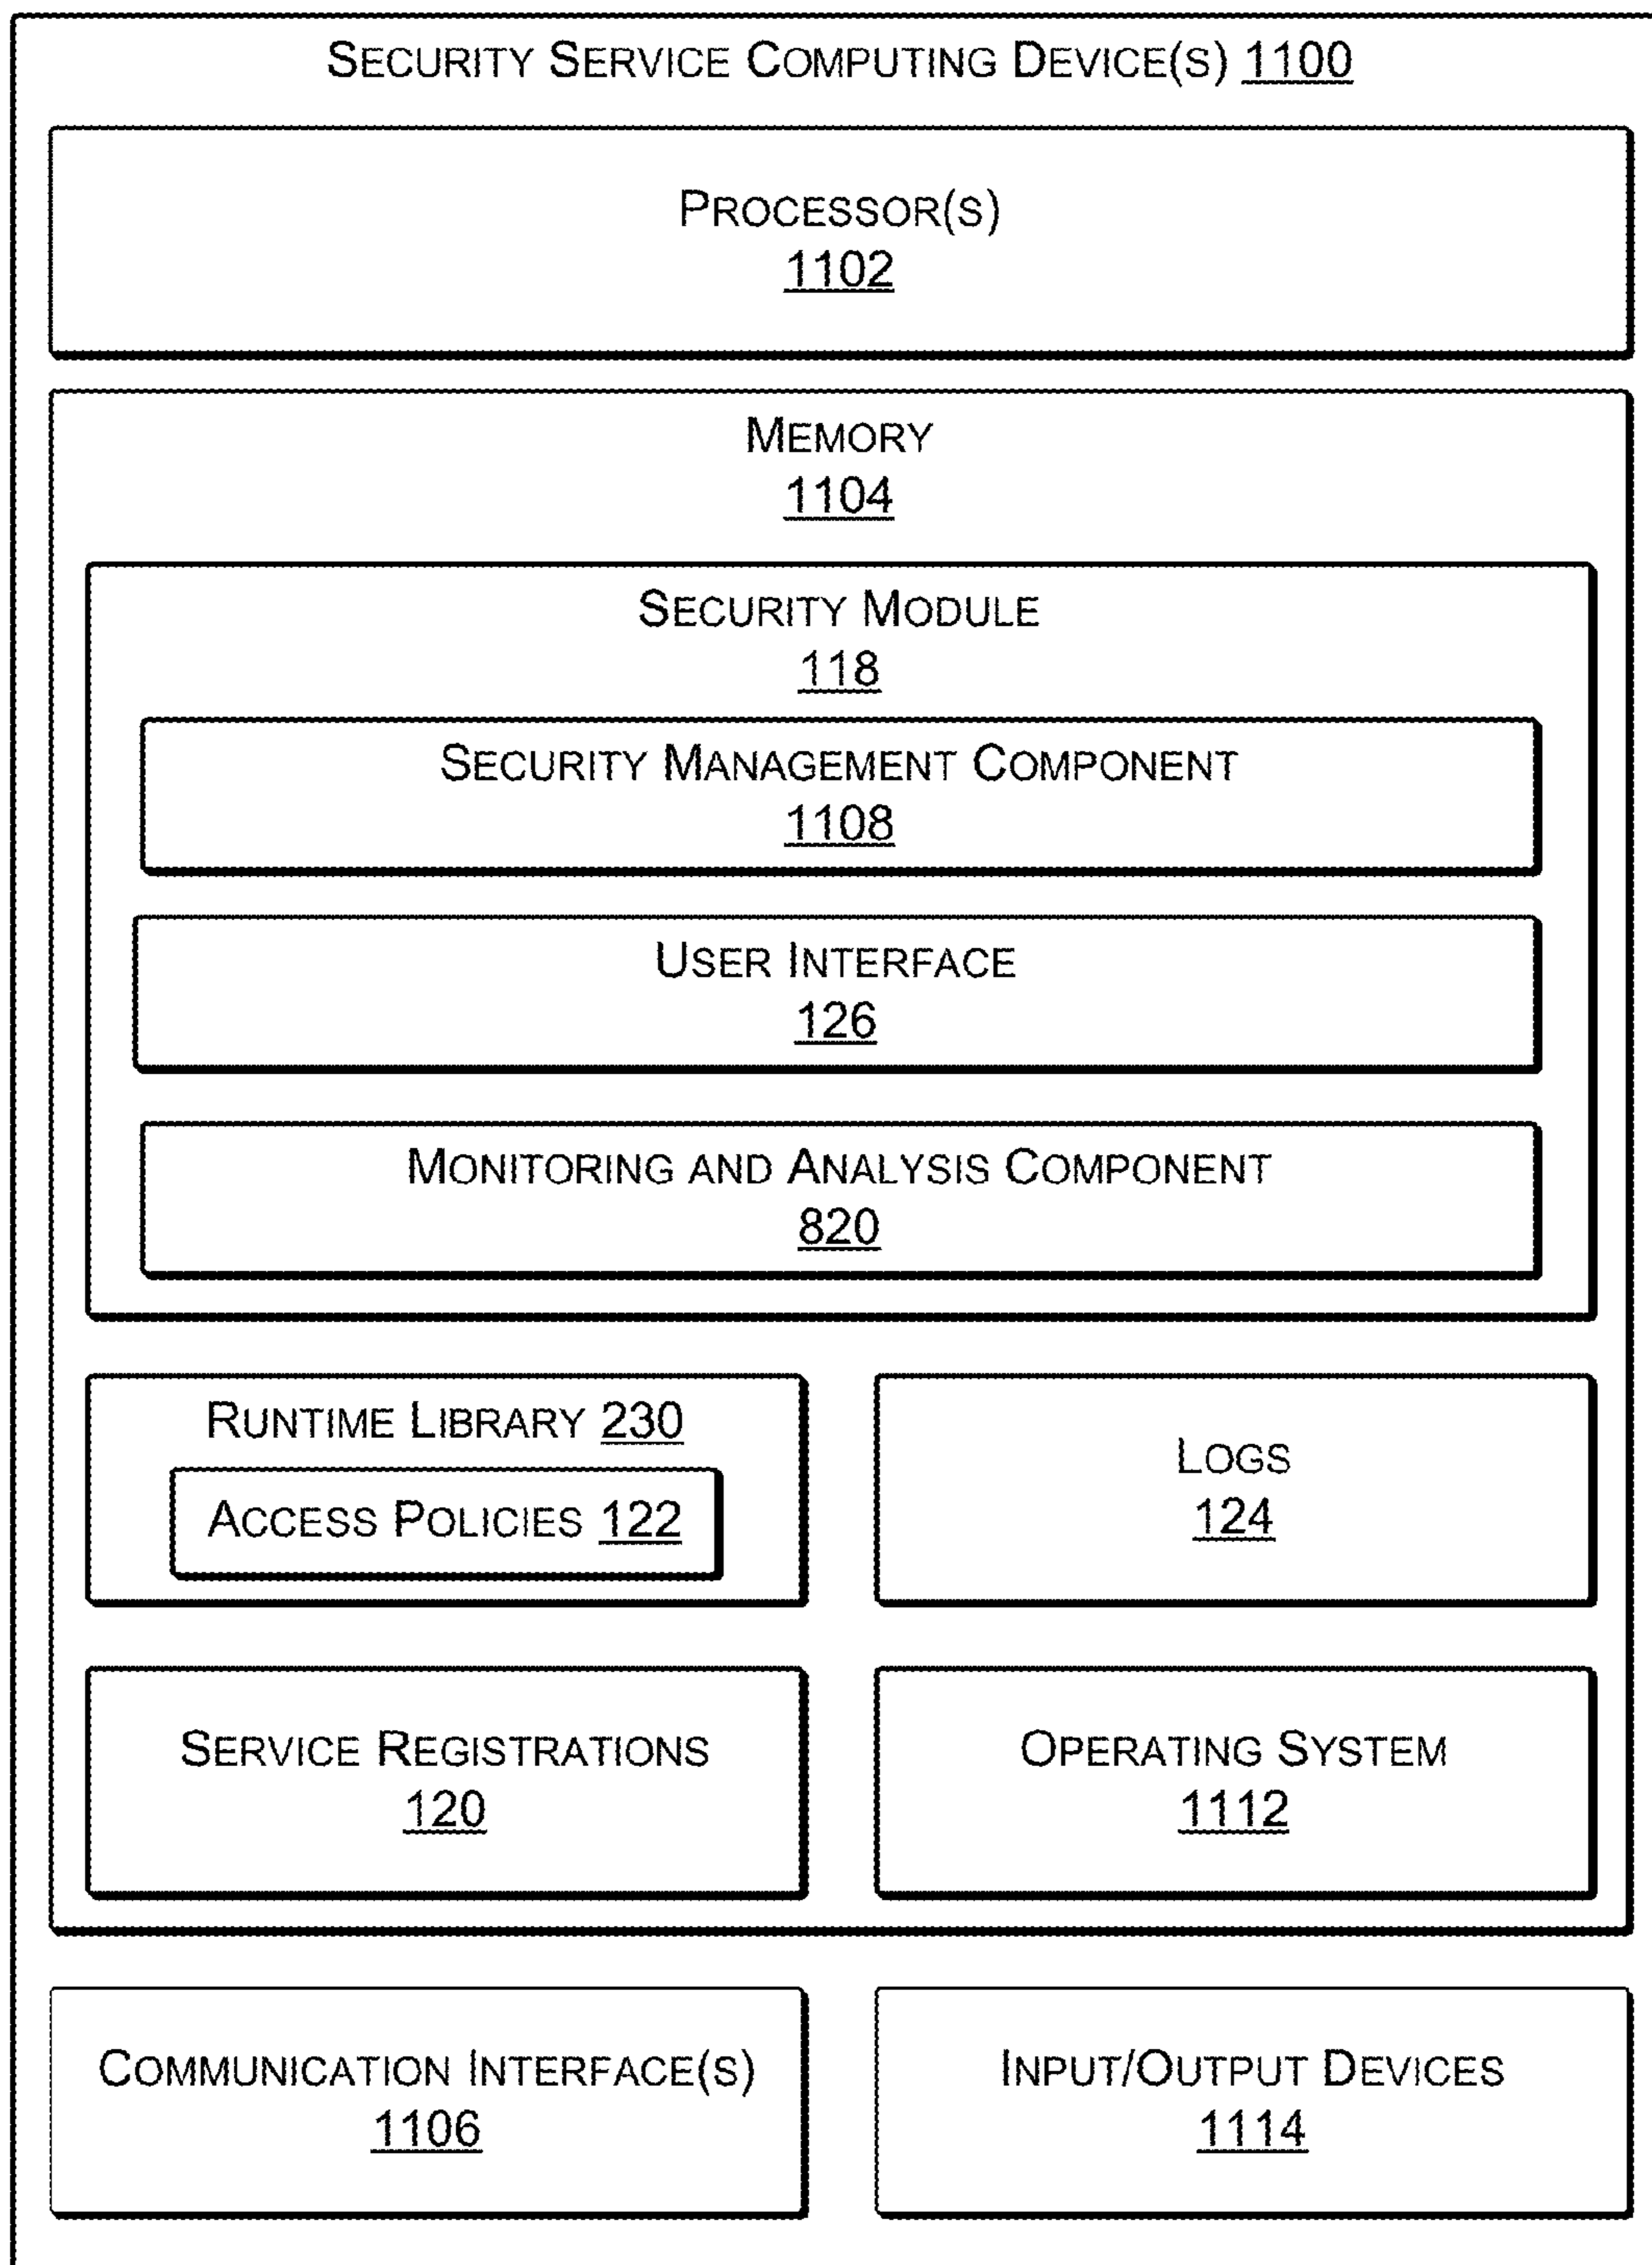 SECURITY SERVICE COMPUTING DEVICE(S) 1100
PROCESSOR(S)
1102
MEMORY
1104
SECURITY MODULE
118
SECURITY MANAGEMENT COMPONENT
1108
USER INTERFACE
126
MONITORING AND ANALYSIS COMPONENT
820
RUNTIME LIBRARY 230
ACCESS POLICIES 122
LOGS
124
SERVICE REGISTRATIONS
120
OPERATING SYSTEM
1112
COMMUNICATION INTERFACE(S)
1106
INPUT/OUTPUT DEVICES
1114